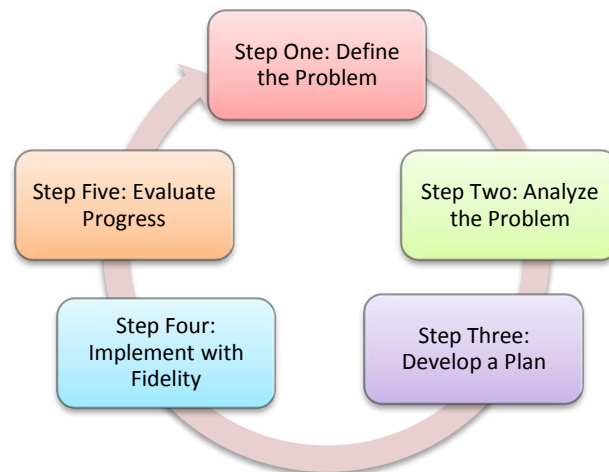 Step One: Define
the Problem
Step Two: Analyze
the Problem
Step Three:
Develop a Plan
Step Four:
Implement with
Fidelity
Step Five: Evaluate
Progress